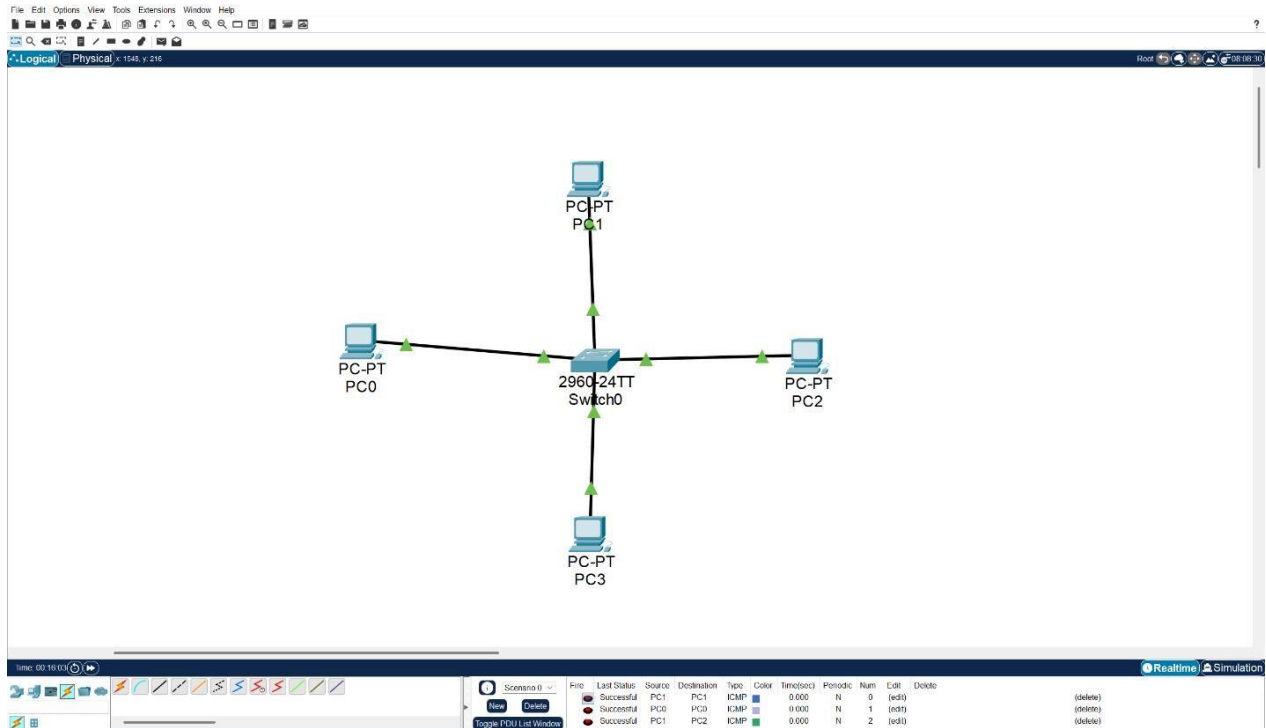 File Edit Options View Tools Extensions Window Help
?
Logical Physical x: 1548, y: 216 Root 08:08:30
PC-PT
PC1
PC-PT
PC0
2960-24TT
Switch0
PC-PT
PC2
PC-PT
PC3
Time: 00:16:03 Realtime Simulation
Scenario 0 Fire Last Status Source Destination Type Color Time(sec) Periodic Num Edit Delete
Successful PC1 PC1 ICMP 0.000 N 0 (edit) (delete)
New Delete Successful PC0 PC0 ICMP 0.000 N 1 (edit) (delete)
Toggle PDU List Window Successful PC1 PC2 ICMP 0.000 N 2 (edit) (delete)